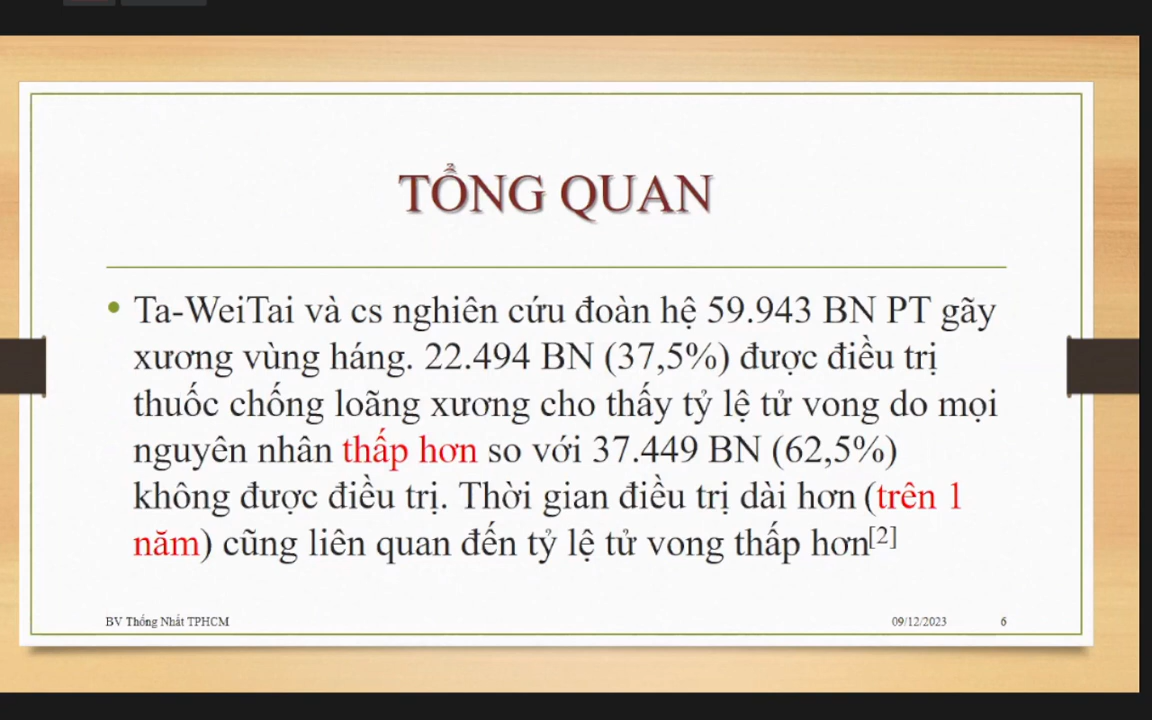 TỔNG QUAN
• Ta-WeiTai và cs nghiên cứu đoàn hệ 59.943 BN PT gãy
xương vùng háng. 22.494 BN (37,5%) được điều trị
thuốc chống loãng xương cho thấy tỷ lệ tử vong do mọi
nguyên nhân thấp hơn so với 37.449 BN (62,5%)
không được điều trị. Thời gian điều trị dài hơn (trên 1
năm) cũng liên quan đến tỷ lệ tử vong thấp hơn[2]
BV Thống Nhất TPHCM 09/12/2023 6